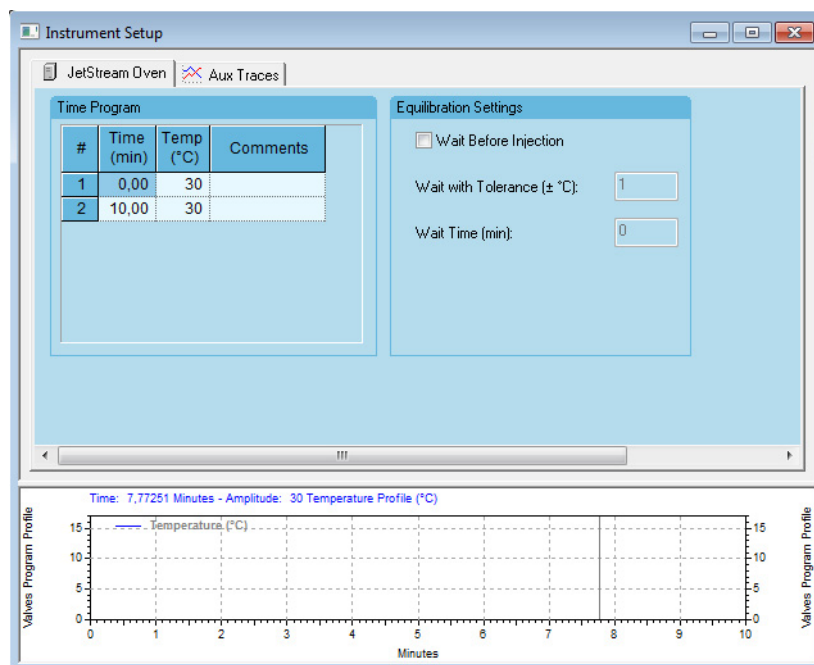 Instrument Setup
JetStream Oven Aux Traces
Time Program
# Time (min) Temp (°C) Comments
1 0,00 30
2 10,00 30
Equilibration Settings
Wait Before Injection
Wait with Tolerance (± °C): 1
Wait Time (min): 0
Time: 7,77251 Minutes - Amplitude: 30 Temperature Profile (°C)
Temperature (°C)
Valves Program Profile
15
10
5
0
15
10
5
0
Valves Program Profile
0 1 2 3 4 5 6 7 8 9 10
Minutes